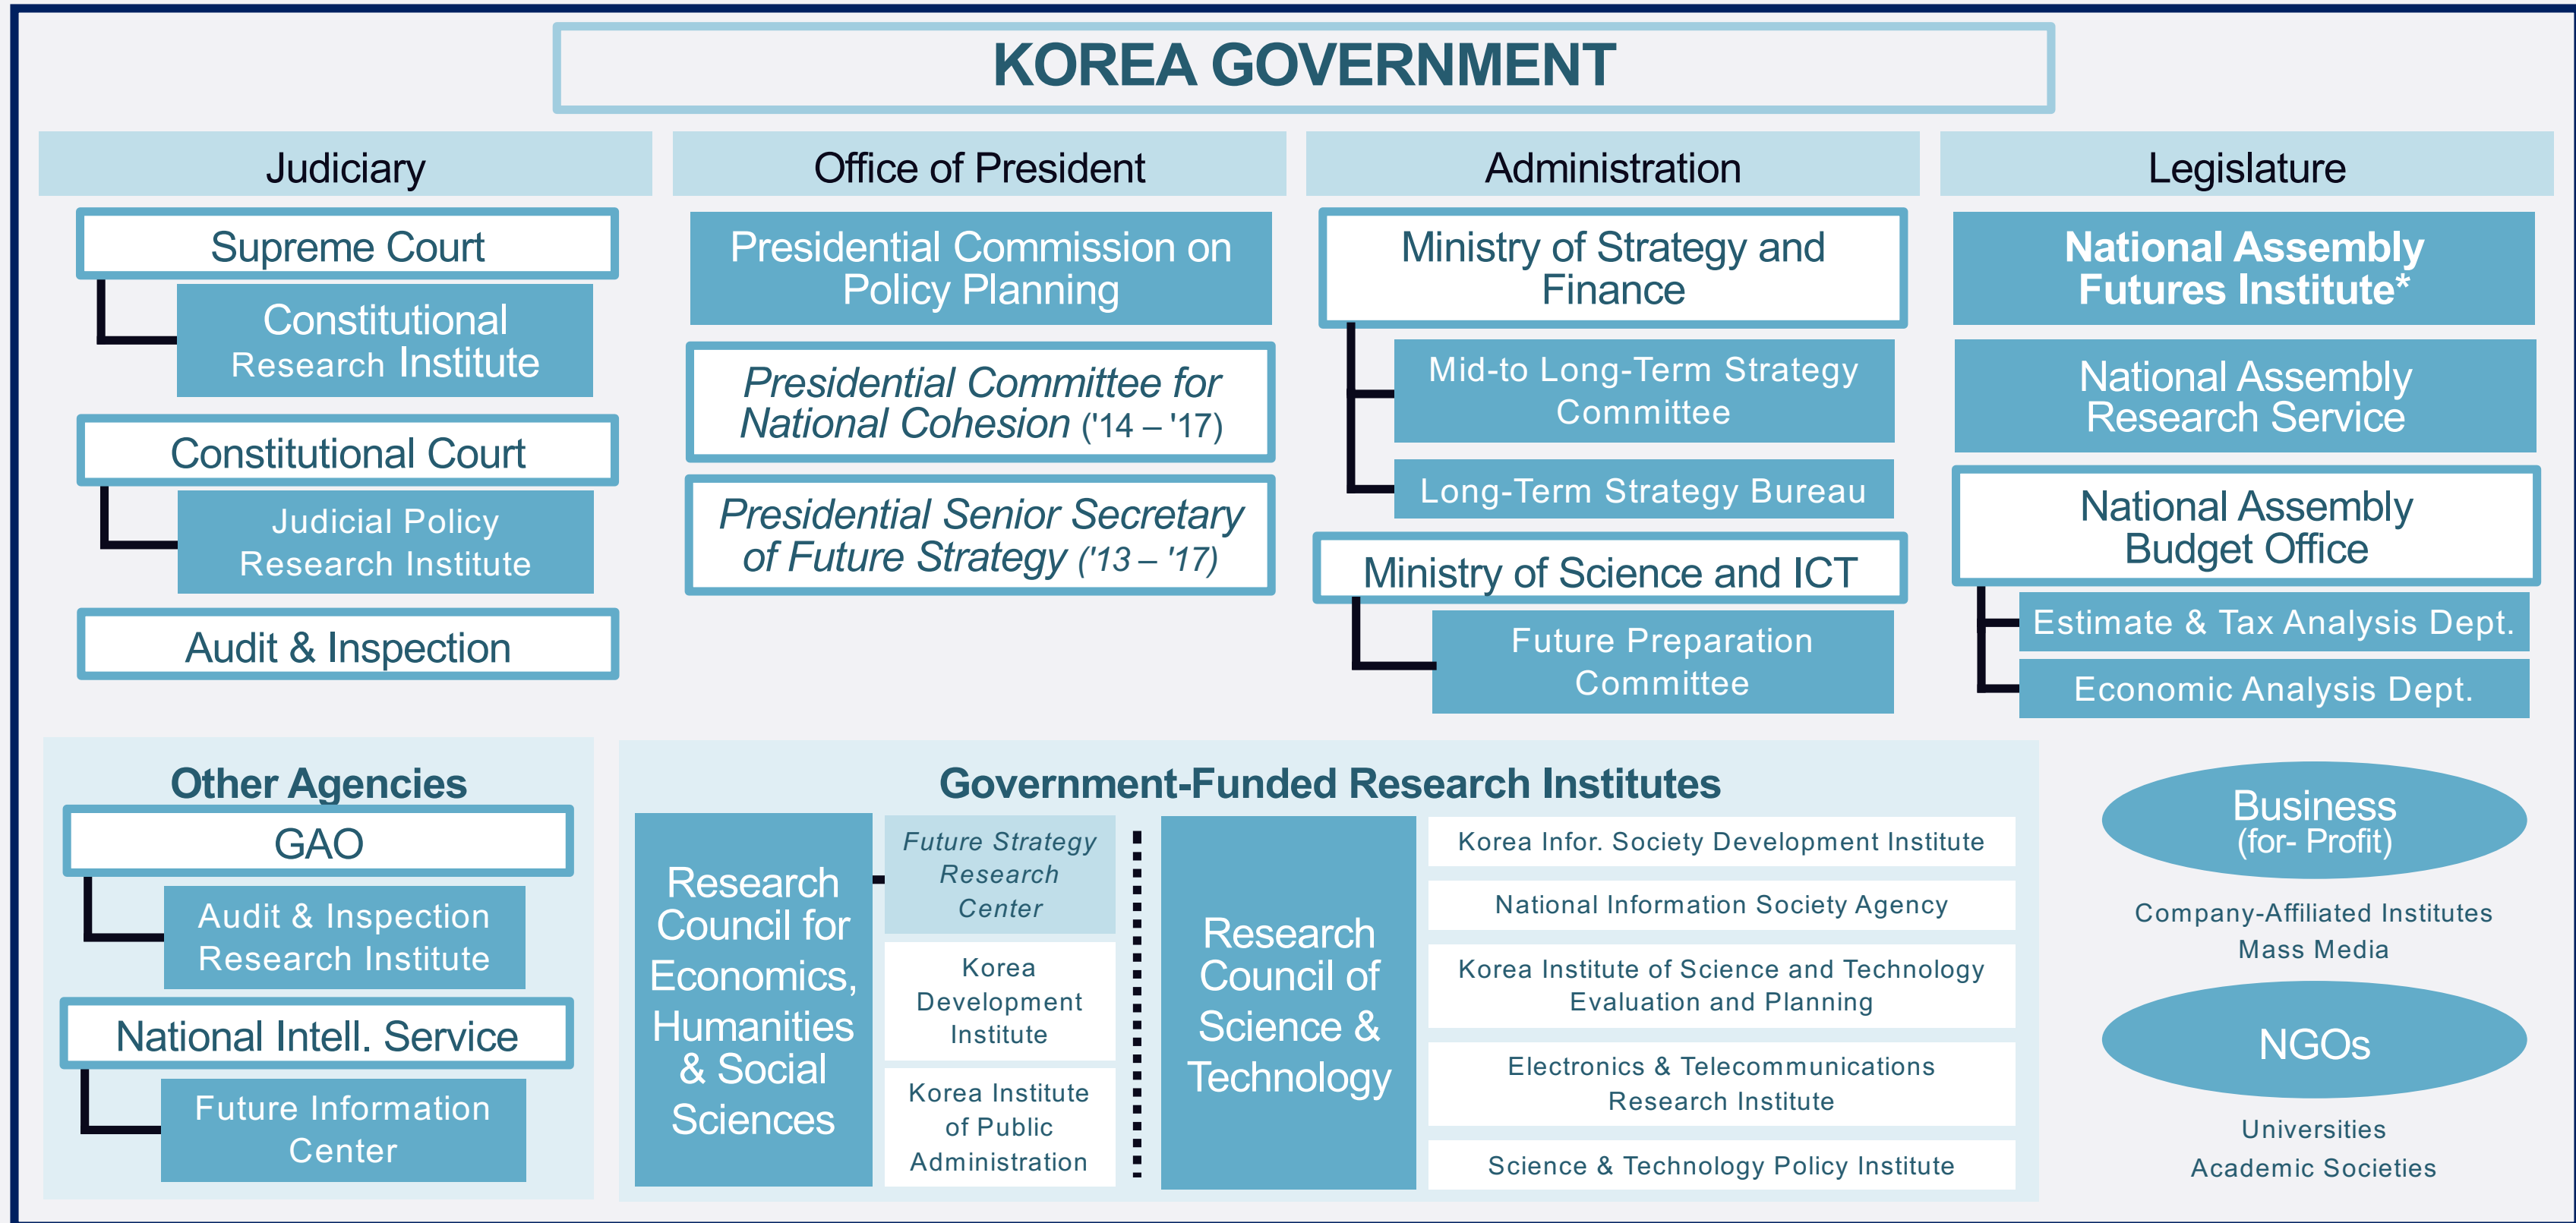 KOREA GOVERNMENT
Judiciary
Supreme Court
Constitutional
Research Institute
Constitutional Court
Judicial Policy
Research Institute
Audit & Inspection
Office of President
Presidential Commission on
Policy Planning
Presidential Committee for
National Cohesion ('14 – '17)
Presidential Senior Secretary
of Future Strategy ('13 – '17)
Administration
Ministry of Strategy and
Finance
Mid-to Long-Term Strategy
Committee
Long-Term Strategy Bureau
Ministry of Science and ICT
Future Preparation
Committee
Legislature
National Assembly
Futures Institute*
National Assembly
Research Service
National Assembly
Budget Office
Estimate & Tax Analysis Dept.
Economic Analysis Dept.
Other Agencies
GAO
Audit & Inspection
Research Institute
National Intell. Service
Future Information
Center
Government-Funded Research Institutes
Research
Council for
Economics,
Humanities
& Social
Sciences
Future Strategy
Research
Center
Korea
Development
Institute
Korea Institute
of Public
Administration
Research
Council of
Science &
Technology
Korea Infor. Society Development Institute
National Information Society Agency
Korea Institute of Science and Technology
Evaluation and Planning
Electronics & Telecommunications
Research Institute
Science & Technology Policy Institute
Business
(for- Profit)
Company-Affiliated Institutes
Mass Media
NGOs
Universities
Academic Societies